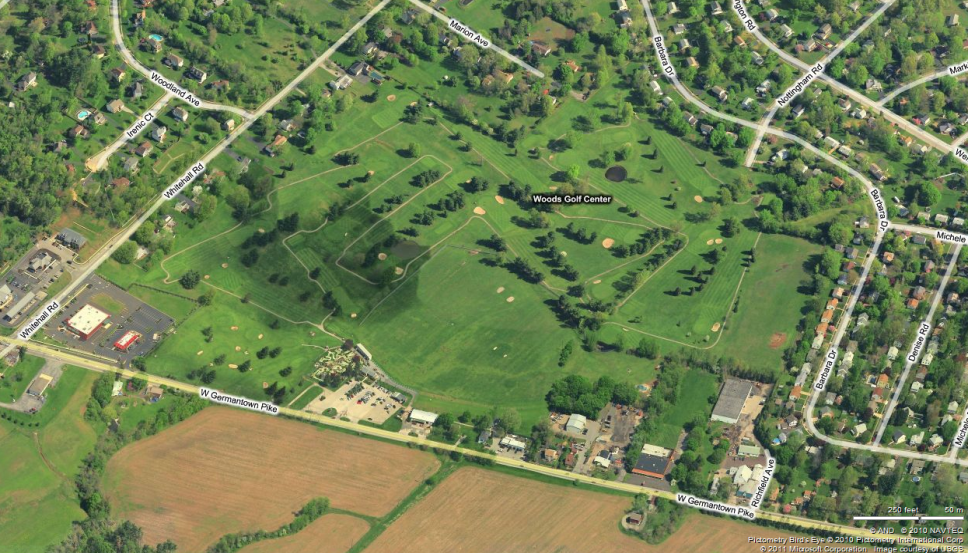 Marion Ave
Barbara Dr
Nottingham Rd
Woodland Ave
Irenic Ct
Whitehall Rd
Woods Golf Center
Barbara Dr
Michele
Whitehall Rd
Denise Rd
Barbara Dr
W Germantown Pike
W Germantown Pike
Richfield Ave
250 feet 50 m
© AND © 2010 NAVTEQ
Pictometry Bird's Eye © 2010 Pictometry International Corp
© 2011 Microsoft Corporation Image courtesy of USGS